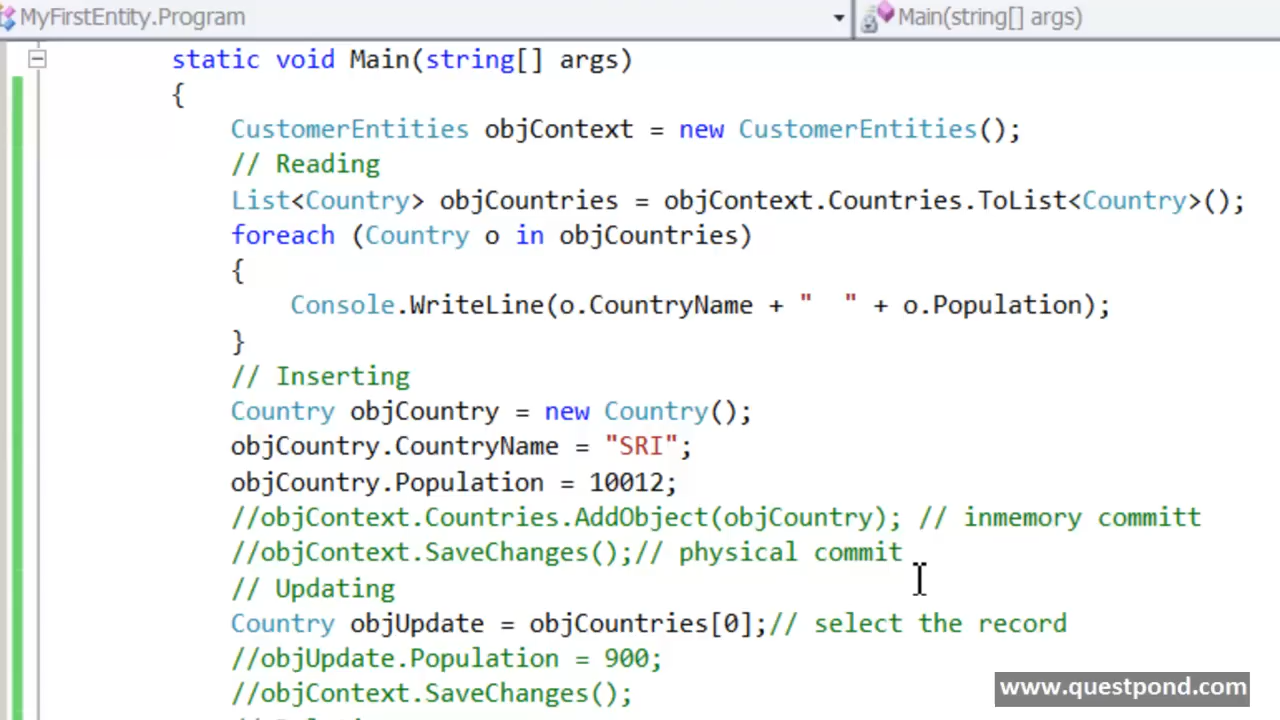 MyFirstEntity.Program
Main(string[] args)
static void Main(string[] args)
{
CustomerEntities objContext = new CustomerEntities();
// Reading
List<Country> objCountries = objContext.Countries.ToList<Country>();
foreach (Country o in objCountries)
{
Console.WriteLine(o.CountryName + "  " + o.Population);
}
// Inserting
Country objCountry = new Country();
objCountry.CountryName = "SRI";
objCountry.Population = 10012;
//objContext.Countries.AddObject(objCountry); // inmemory committ
//objContext.SaveChanges();// physical commit
// Updating
Country objUpdate = objCountries[0];// select the record
//objUpdate.Population = 900;
//objContext.SaveChanges();
www.questpond.com